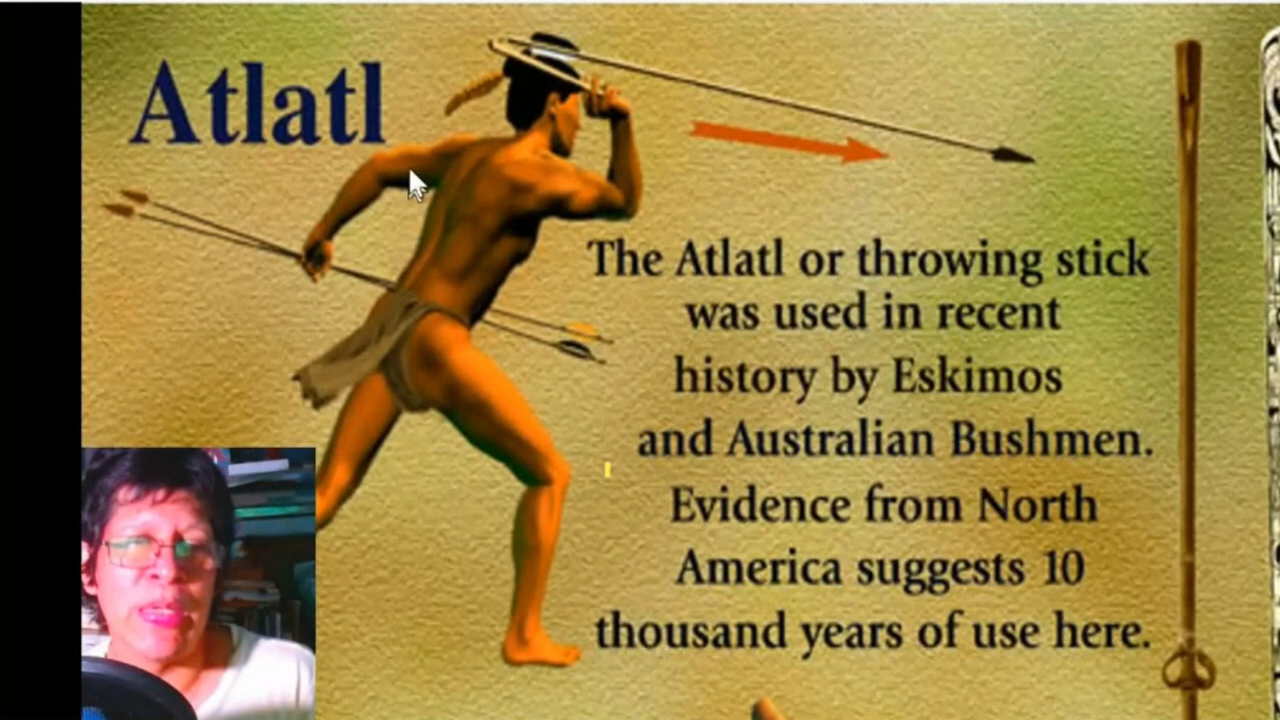 Atlatl
The Atlatl or throwing stick
was used in recent
history by Eskimos
and Australian Bushmen.
Evidence from North
America suggests 10
thousand years of use here.